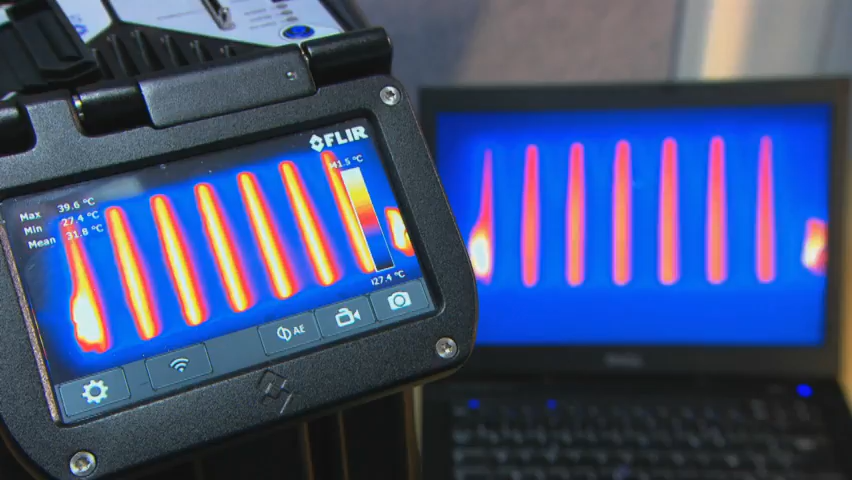 FLIR
41.5 °C
Max 39.6 °C
Min 27.4 °C
Mean 31.8 °C
27.4 °C
AE